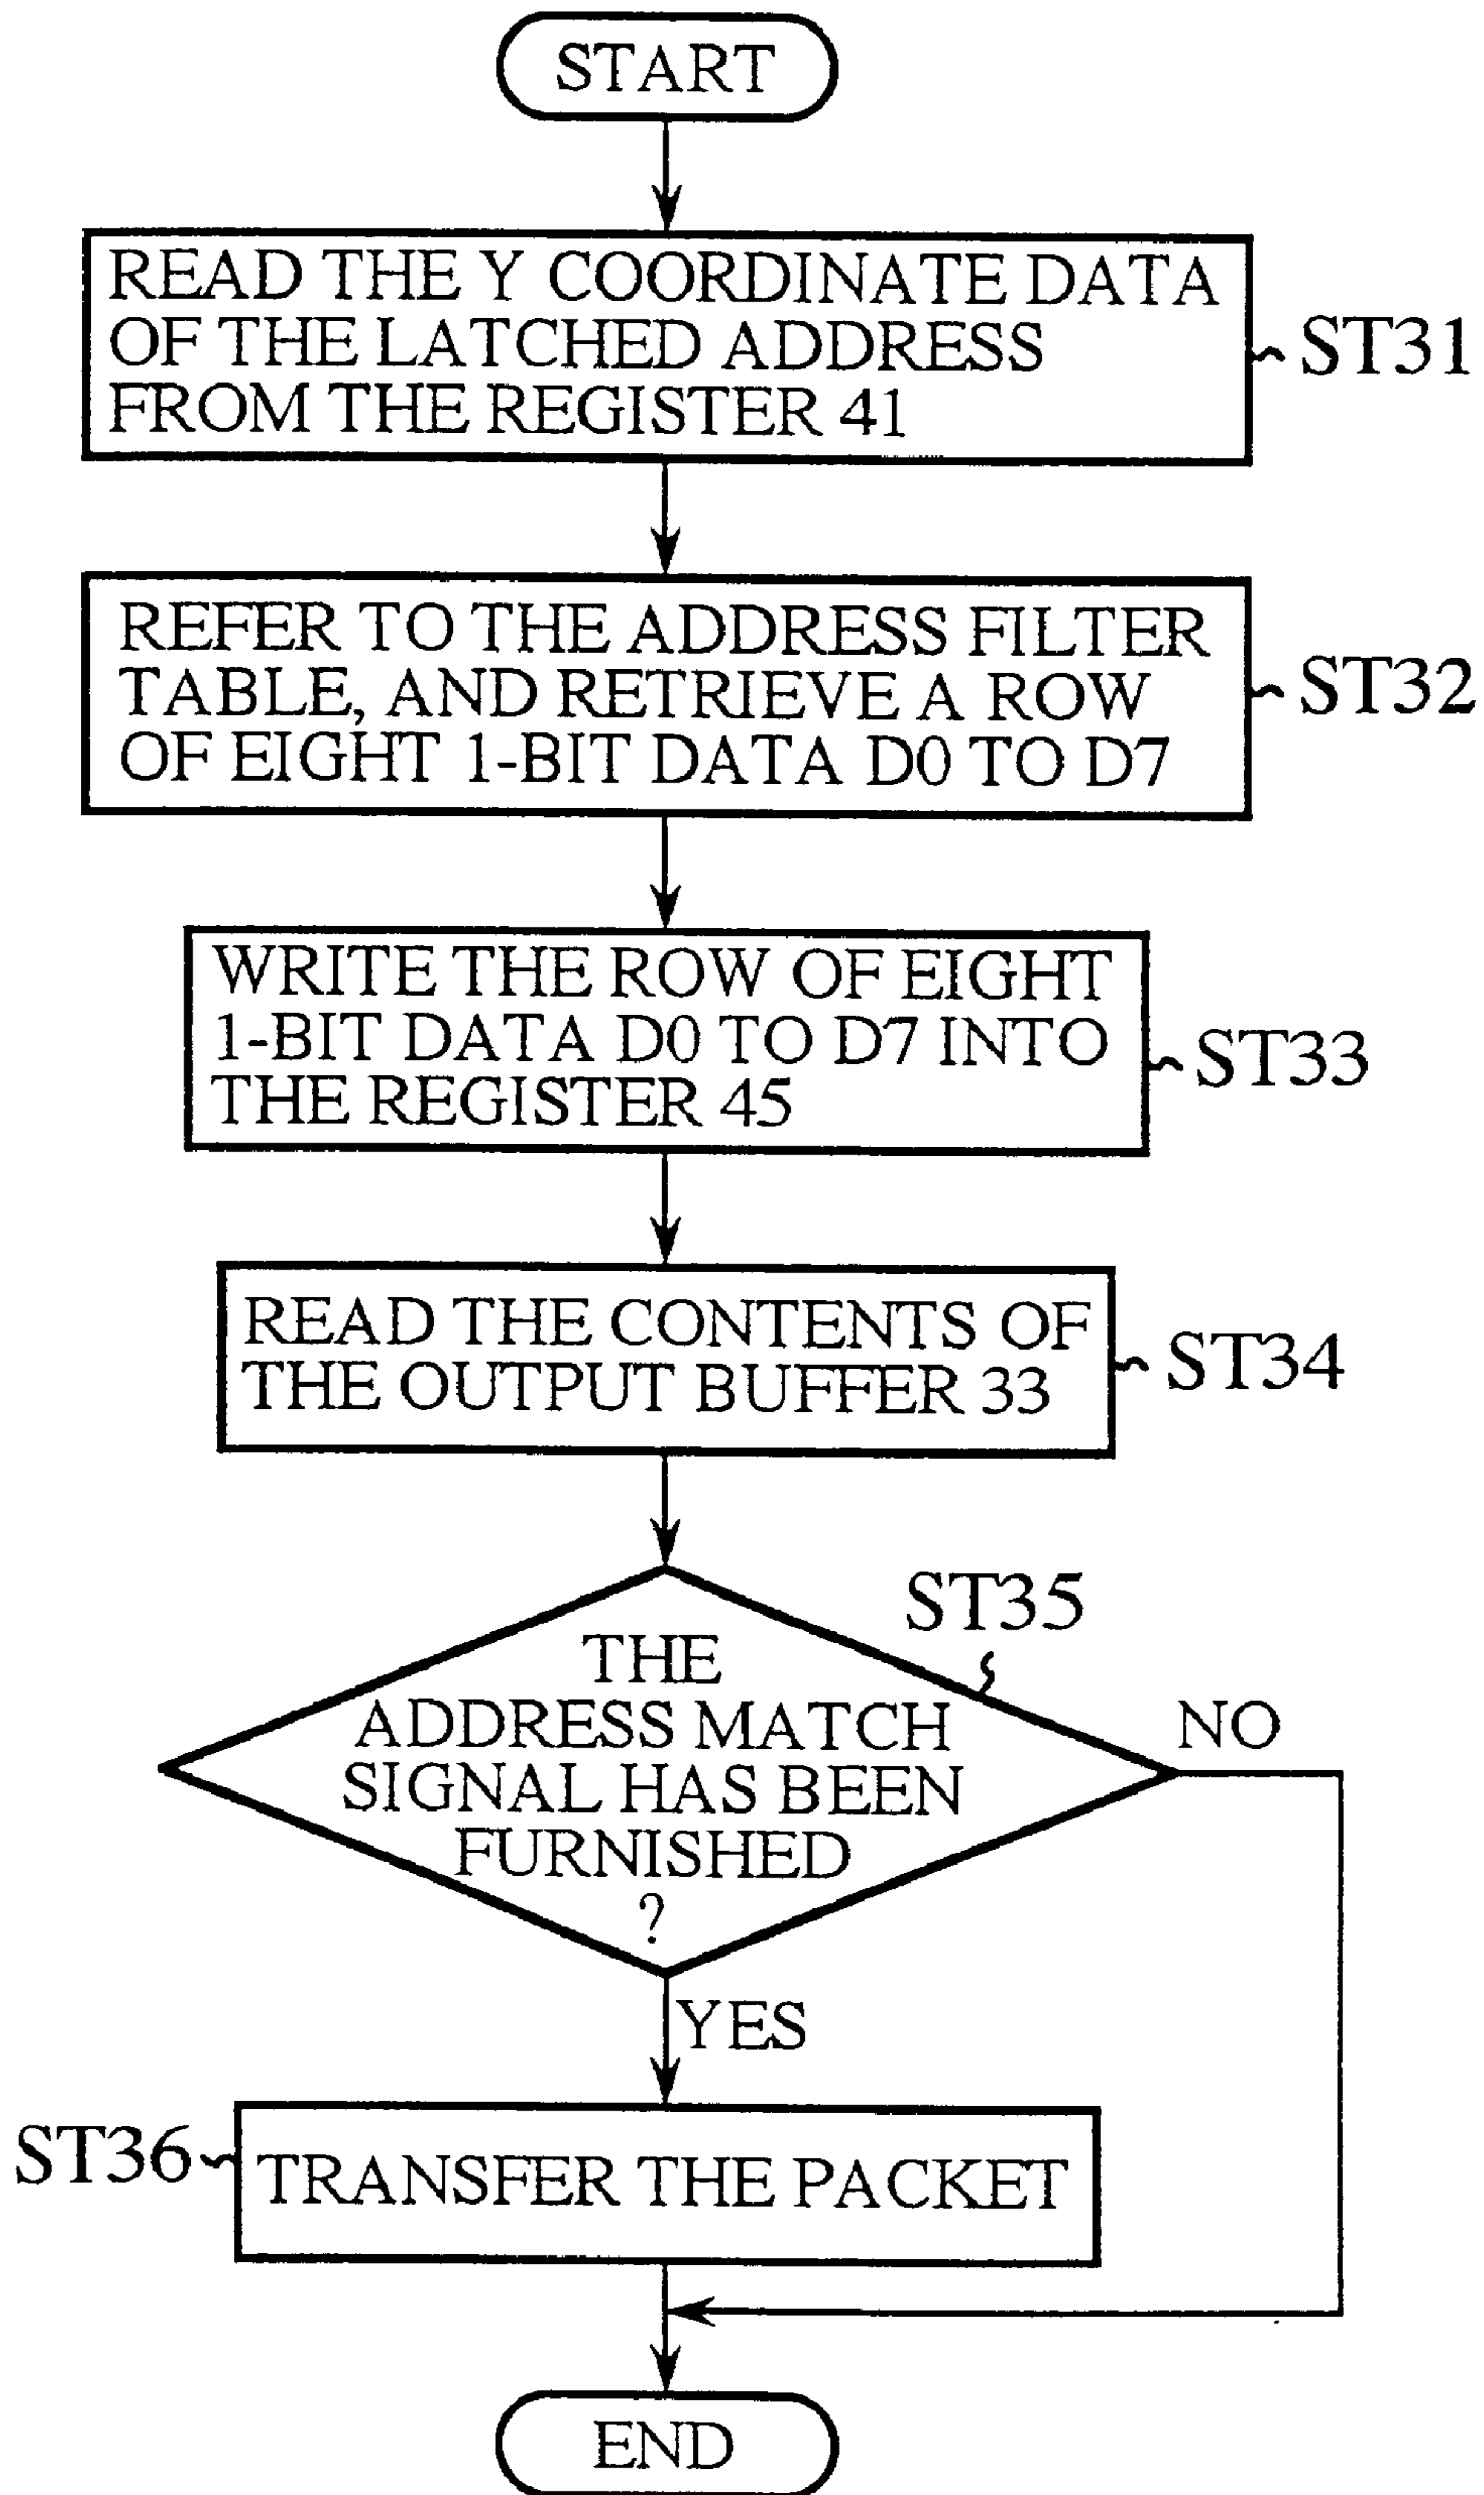 START
READ THE Y COORDINATE DATA
OF THE LATCHED ADDRESS
FROM THE REGISTER 41
ST31
REFER TO THE ADDRESS FILTER
TABLE, AND RETRIEVE A ROW
OF EIGHT 1-BIT DATA D0 TO D7
ST32
WRITE THE ROW OF EIGHT
1-BIT DATA D0 TO D7 INTO
THE REGISTER 45
ST33
READ THE CONTENTS OF
THE OUTPUT BUFFER 33
ST34
ST35
THE
ADDRESS MATCH
SIGNAL HAS BEEN
FURNISHED
?
NO
YES
ST36
TRANSFER THE PACKET
END